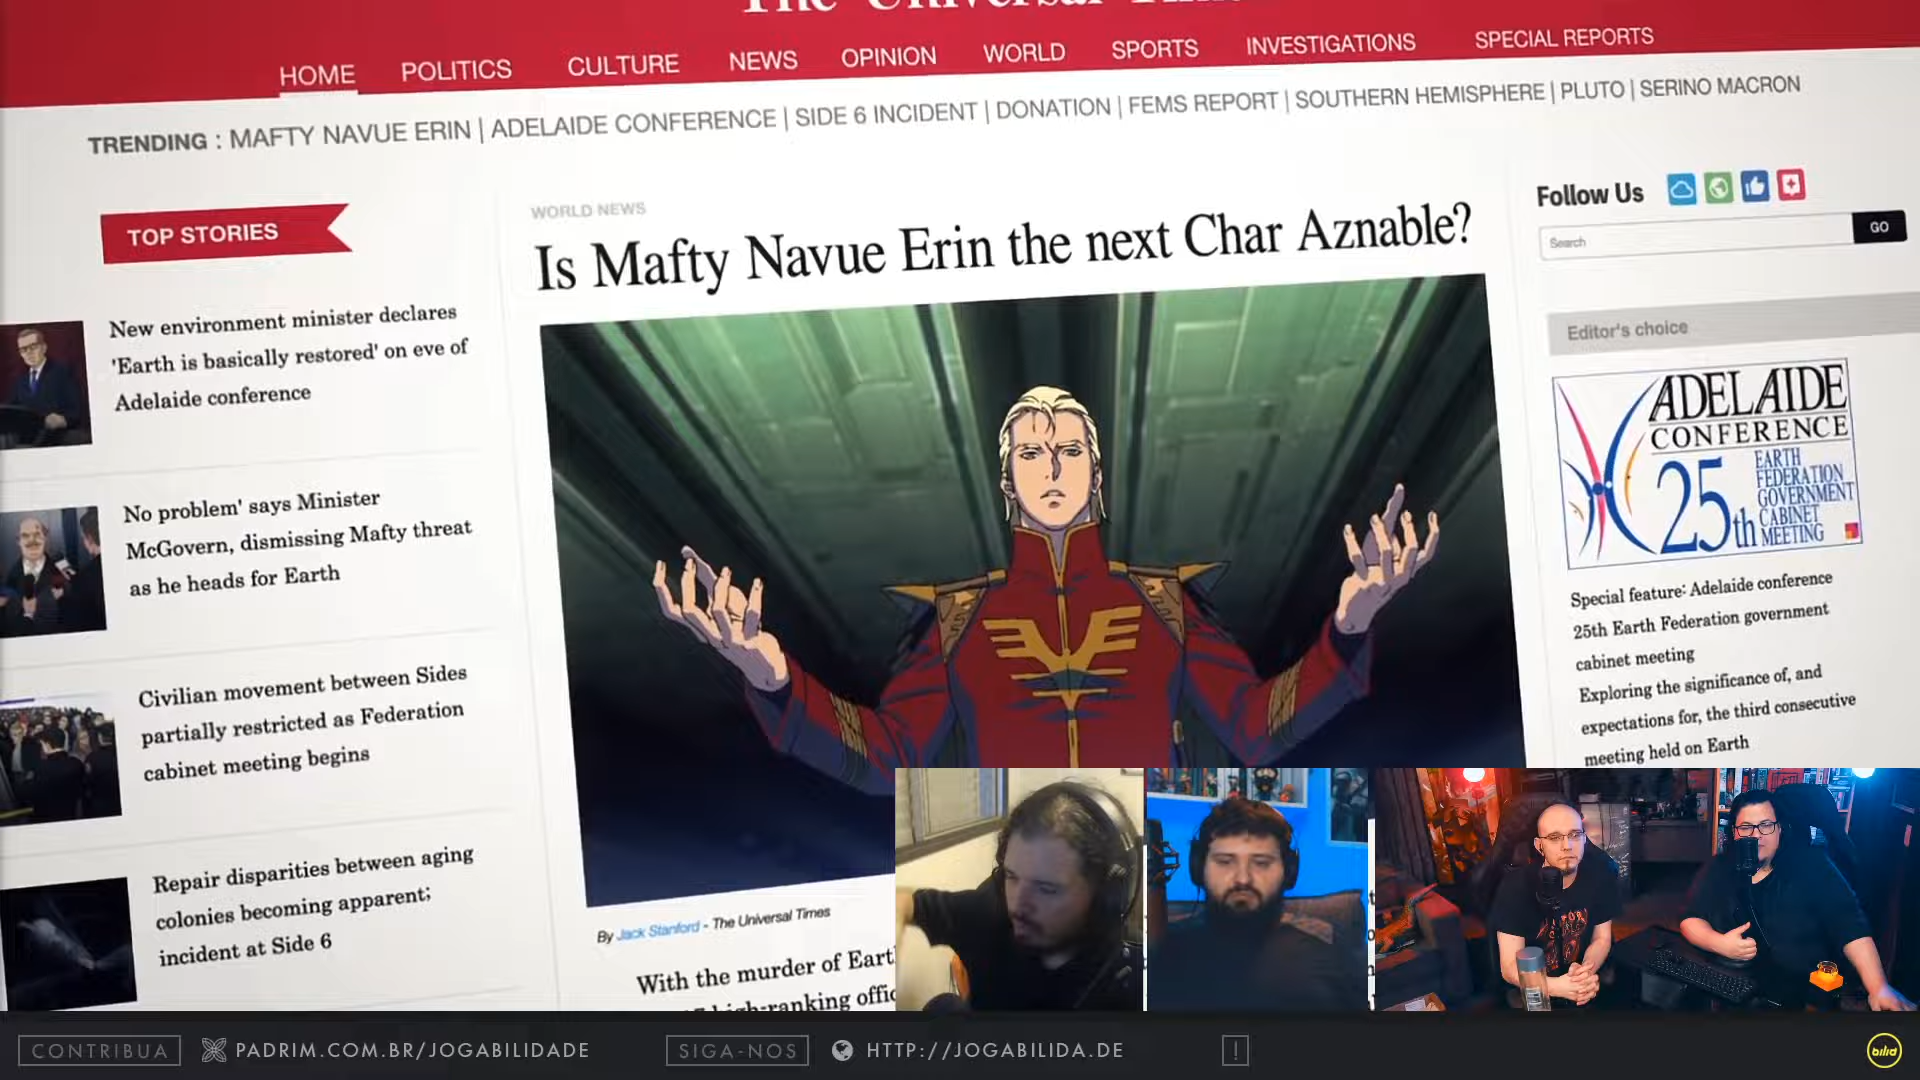 The Universal
HOME POLITICS CULTURE NEWS OPINION WORLD SPORTS INVESTIGATIONS SPECIAL REPORTS
TRENDING : MAFTY NAVUE ERIN | ADELAIDE CONFERENCE | SIDE 6 INCIDENT | DONATION | FEMS REPORT | SOUTHERN HEMISPHERE | PLUTO | SERINO MACRON
TOP STORIES
New environment minister declares
'Earth is basically restored' on eve of
Adelaide conference
No problem' says Minister
McGovern, dismissing Mafty threat
as he heads for Earth
Civilian movement between Sides
partially restricted as Federation
cabinet meeting begins
Repair disparities between aging
colonies becoming apparent;
incident at Side 6
WORLD NEWS
Is Mafty Navue Erin the next Char Aznable?
By Jack Stanford - The Universal Times
With the murder of Eart
high-ranking offic
Follow Us
Search
GO
Editor's choice
ADELAIDE
CONFERENCE
25th
EARTH
FEDERATION
GOVERNMENT
CABINET
MEETING
Special feature: Adelaide conference
25th Earth Federation government
cabinet meeting
Exploring the significance of, and
expectations for, the third consecutive
meeting held on Earth
CONTRIBUA PADRIM.COM.BR/JOGABILIDADE SIGA-NOS HTTP://JOGABILIDA.DE !
bilid